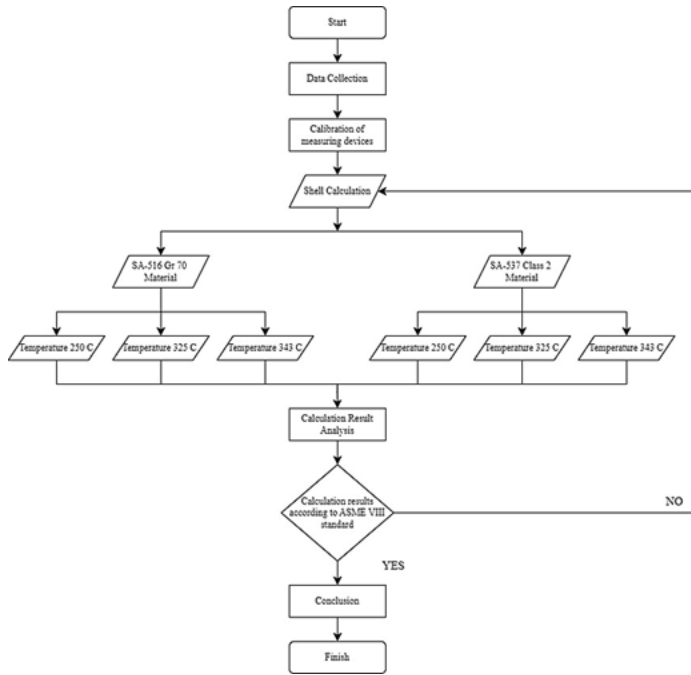 Start
Data Collection
Calibration of
measuring devices
Shell Calculation
SA-516 Gr 70
Material
SA-537 Class 2
Material
Temperature 250 C
Temperature 325 C
Temperature 343 C
Temperature 250 C
Temperature 325 C
Temperature 343 C
Calculation Result
Analysis
Calculation results
according to ASME VIII
standard
NO
YES
Conclusion
Finish